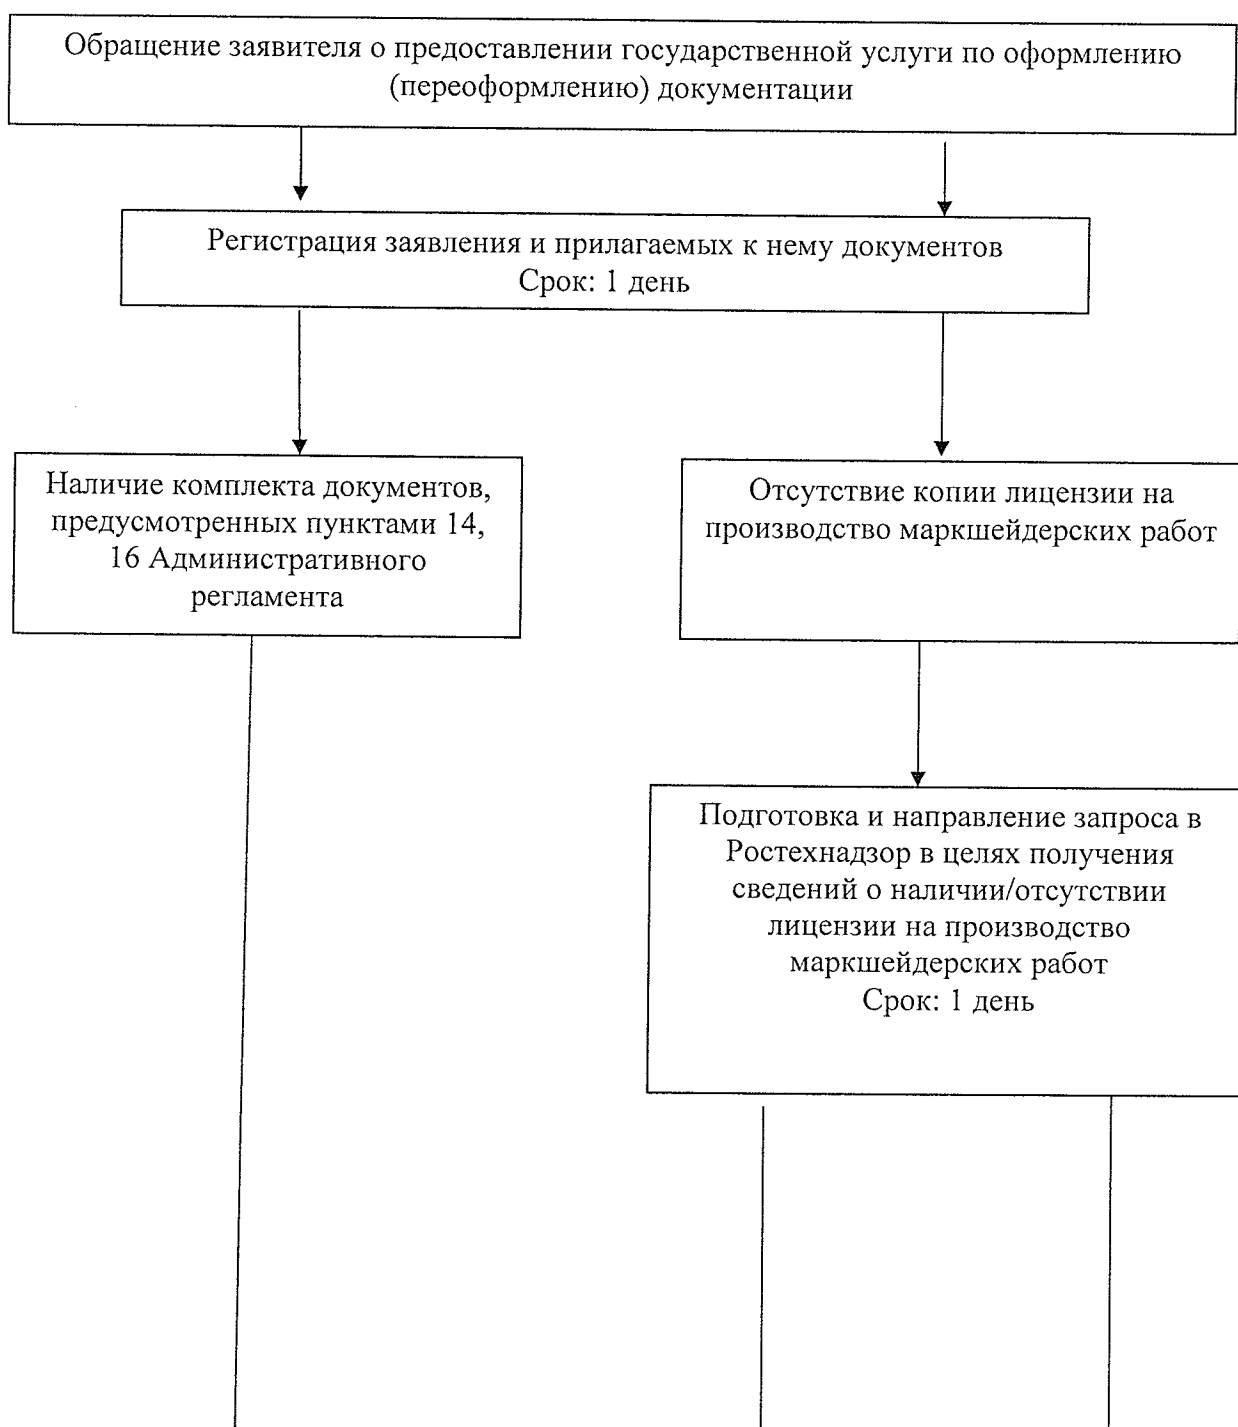 Обращение заявителя о предоставлении государственной услуги по оформлению
(переоформлению) документации
Регистрация заявления и прилагаемых к нему документов
Срок: 1 день
Наличие комплекта документов,
предусмотренных пунктами 14,
16 Административного
регламента
Отсутствие копии лицензии на
производство маркшейдерских работ
Подготовка и направление запроса в
Ростехнадзор в целях получения
сведений о наличии/отсутствии
лицензии на производство
маркшейдерских работ
Срок: 1 день